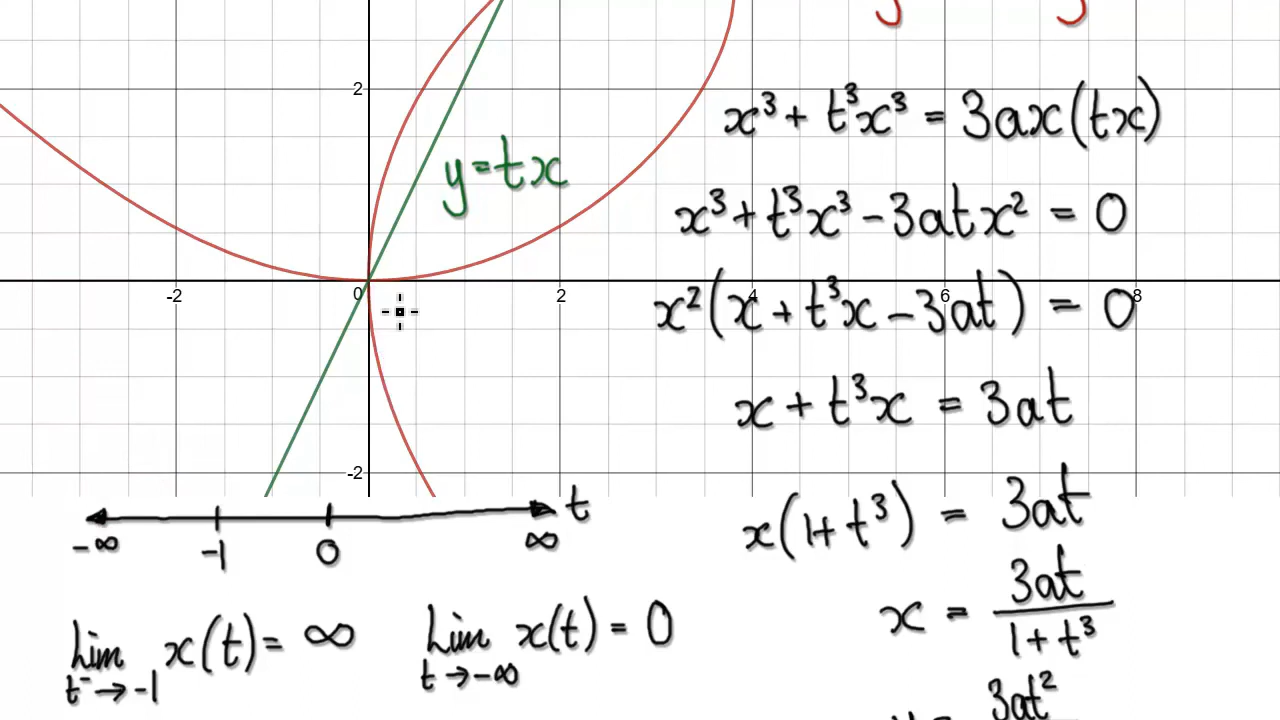 2
y=tx
-2
0
2
4
6
8
-2
x³ + t³x³ = 3ax(tx)
x³ + t³x³ - 3atx² = 0
x²(x + t³x - 3at) = 0
x + t³x = 3at
x(1+t³) = 3at
x = 3at / 1+t³
3at²
t
-∞
-1
0
∞
lim x(t) = ∞
t⁻→-1
lim x(t) = 0
t→-∞